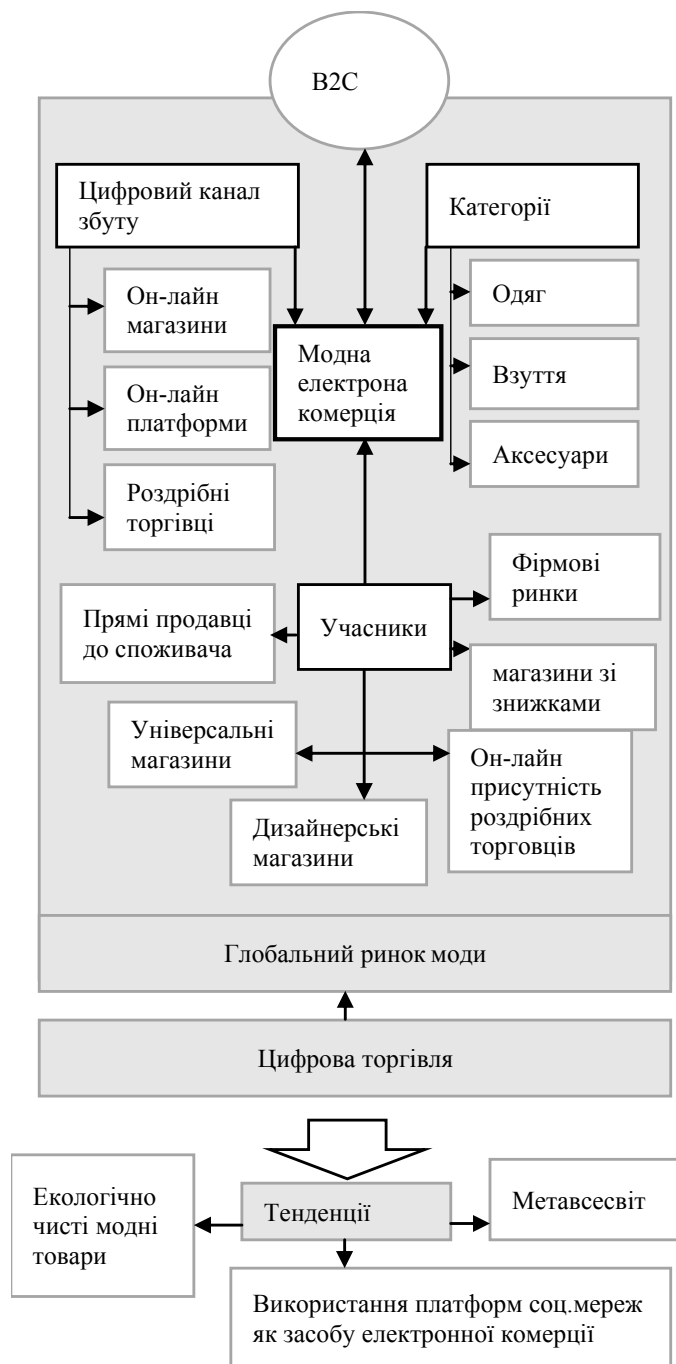 B2C
Цифровий канал
збуту
Категорії
Он-лайн
магазини
Одяг
Модна
електрона
комерція
Он-лайн
платформи
Взуття
Аксесуари
Роздрібні
торгівці
Фірмові
ринки
Прямі продавці
до споживача
Учасники
магазини зі
знижками
Універсальні
магазини
Он-лайн
присутність
роздрібних
торговців
Дизайнерські
магазини
Глобальний ринок моди
Цифрова торгівля
Екологічно
чисті модні
товари
Тенденції
Метавсесвіт
Використання платформ соц.мереж
як засобу електронної комерції